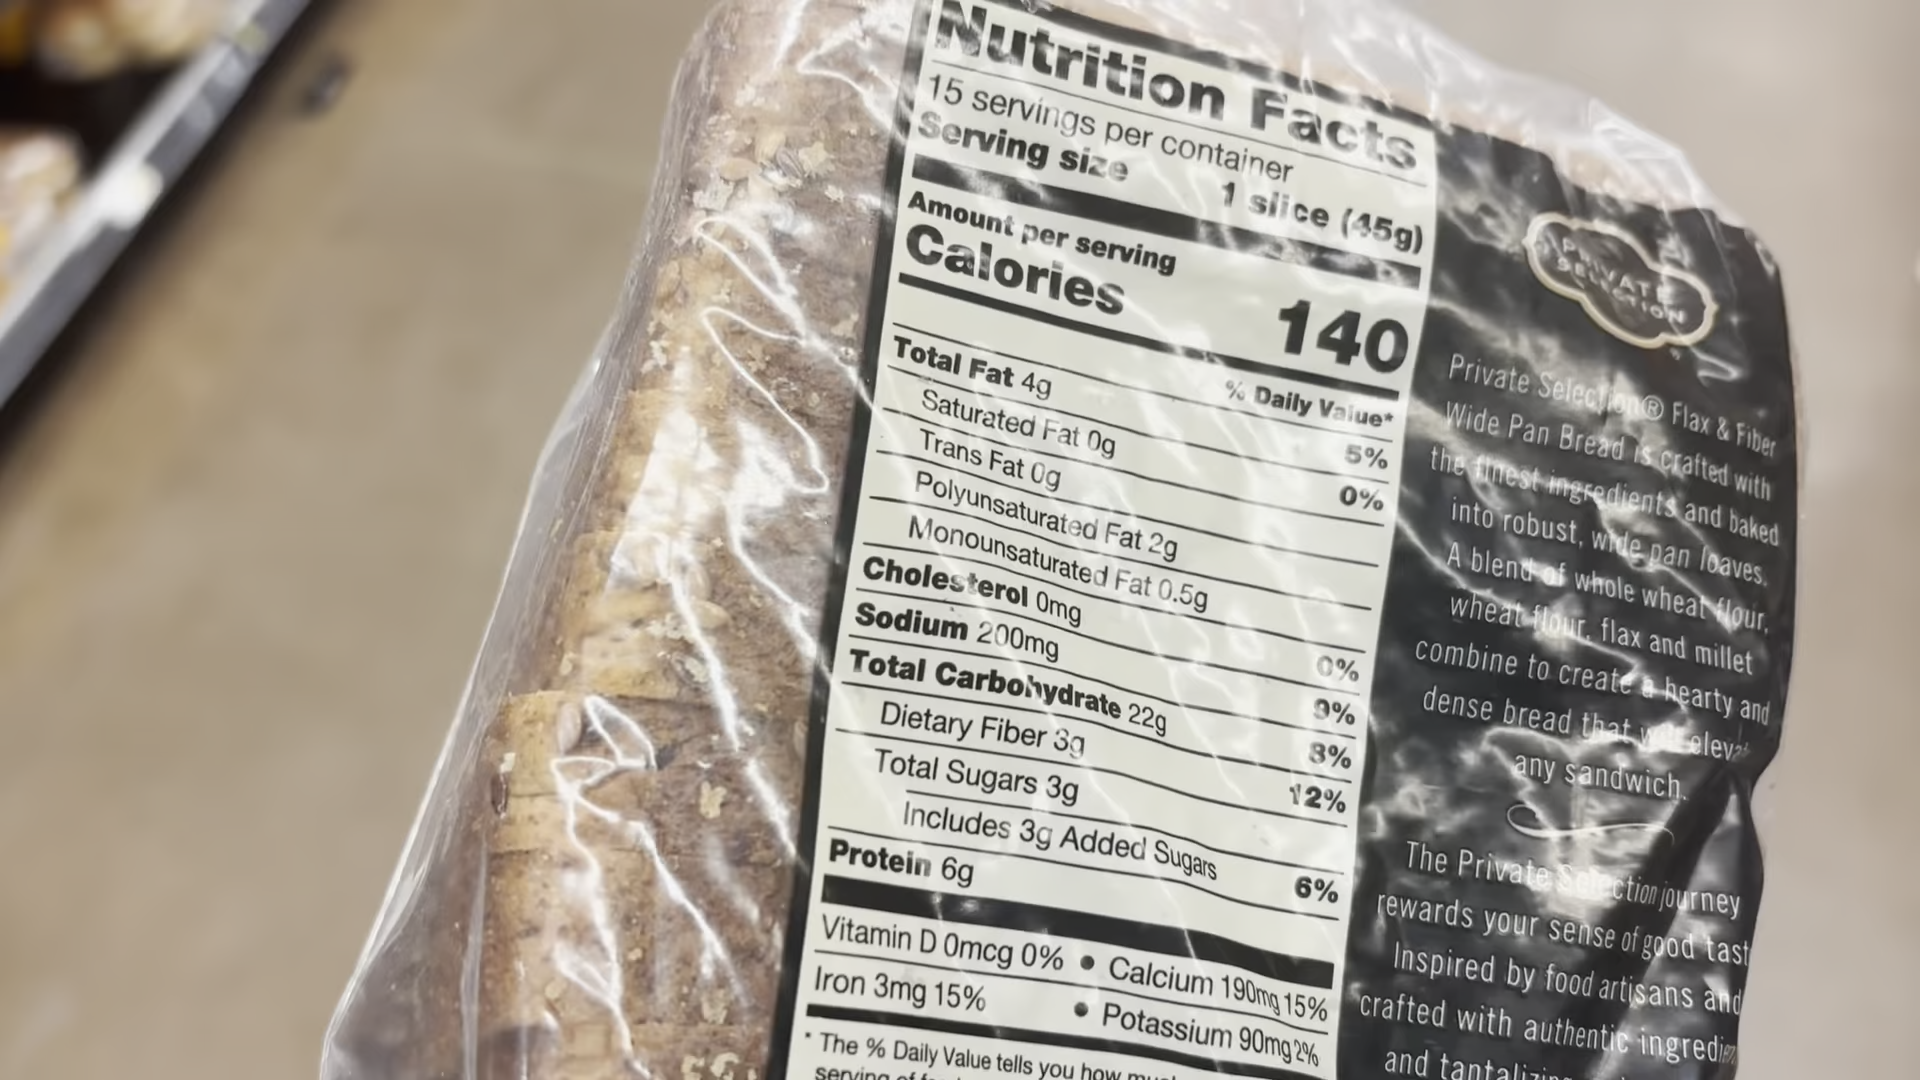 Nutrition Facts
15 servings per container
Serving size 1 slice (45g)
Amount per serving
Calories 140
% Daily Value*
Total Fat 4g 5%
Saturated Fat 0g 0%
Trans Fat 0g
Polyunsaturated Fat 2g
Monounsaturated Fat 0.5g
Cholesterol 0mg 0%
Sodium 200mg 9%
Total Carbohydrate 22g 8%
Dietary Fiber 3g 12%
Total Sugars 3g
Includes 3g Added Sugars 6%
Protein 6g
Vitamin D 0mcg 0% • Calcium 190mg 15%
Iron 3mg 15% • Potassium 90mg 2%
* The % Daily Value tells you how
serving of
PRIVATE
SELECTION
Private Selection® Flax & Fiber
Wide Pan Bread is crafted with
the finest ingredients and baked
into robust, wide pan loaves.
A blend of whole wheat flour,
wheat flour, flax and millet
combine to create a hearty and
dense bread that will
any sandwich.
The Private Selection journey
rewards your sense of good
Inspired by food artisans and
crafted with authentic
and